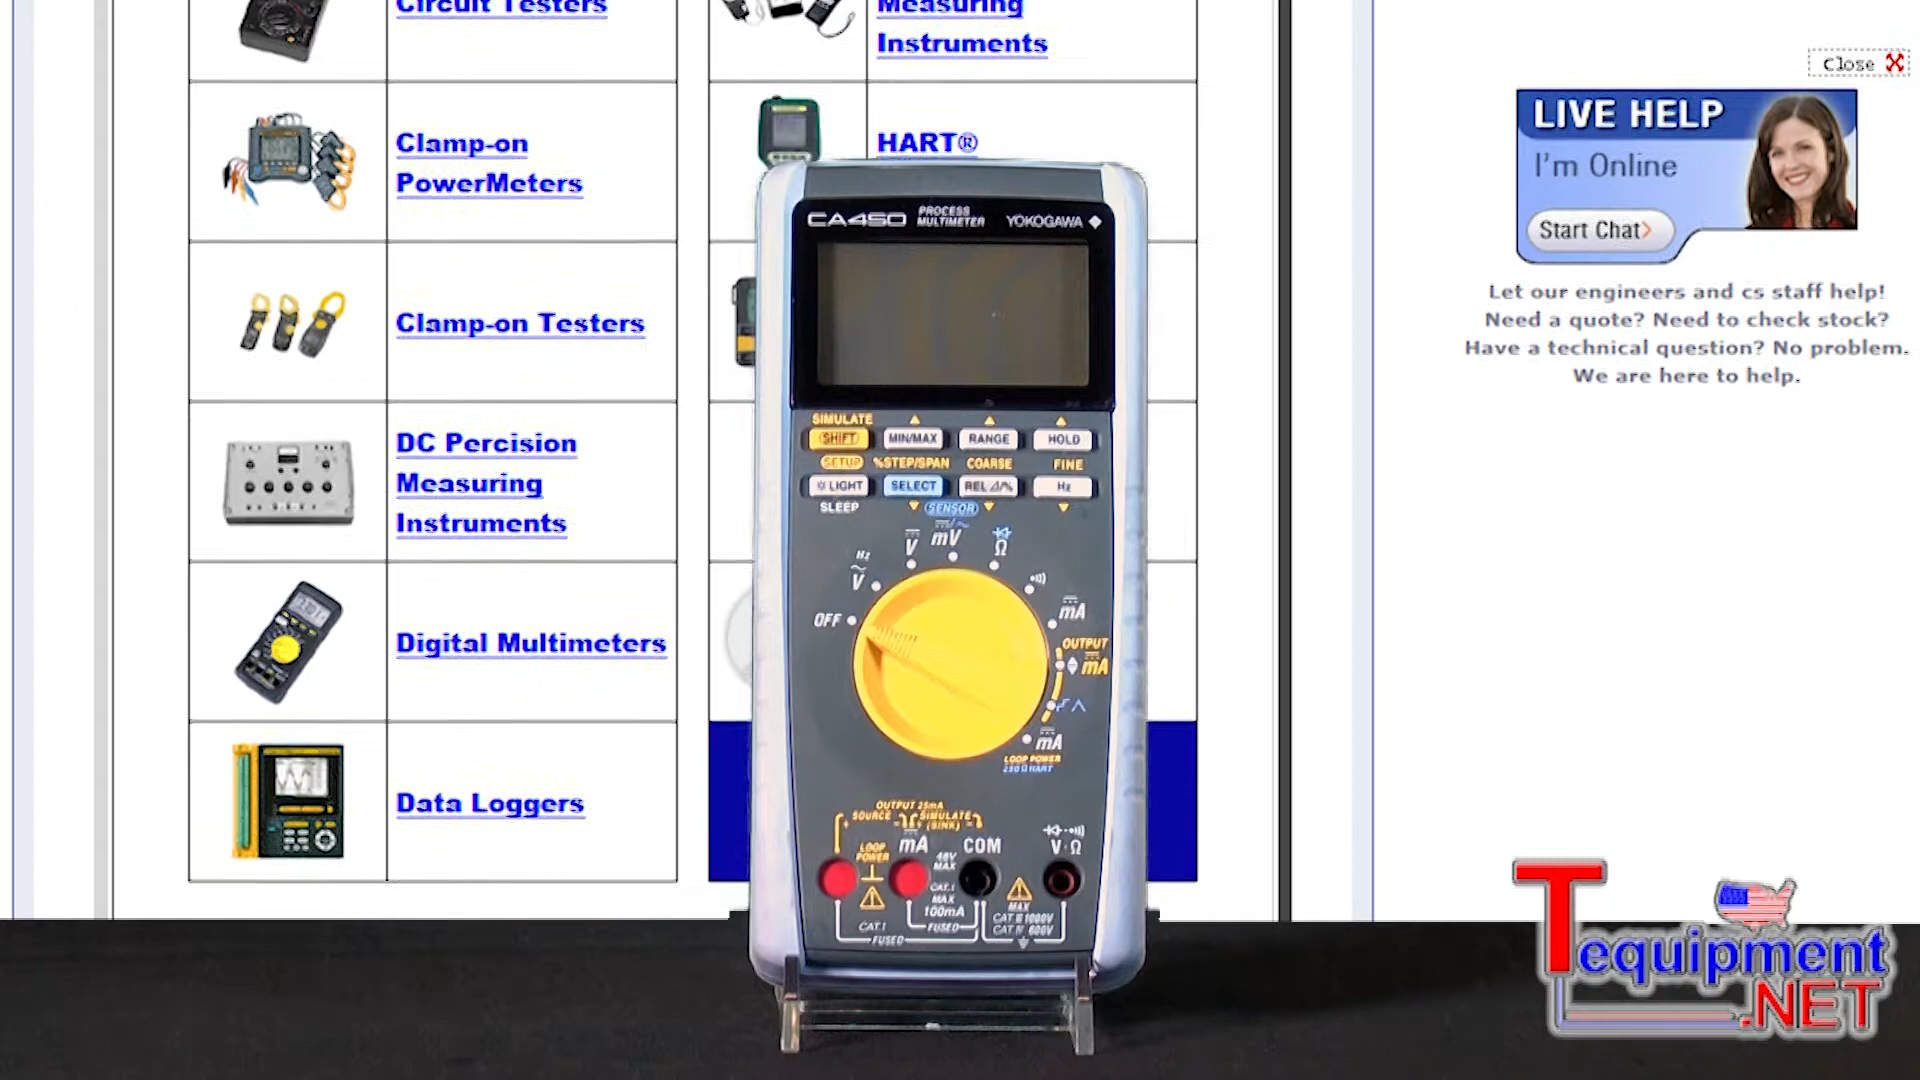 Circuit Testers
Measuring
Instruments
Clamp-on
PowerMeters
HART®
Clamp-on Testers
DC Percision
Measuring
Instruments
Digital Multimeters
Data Loggers
Close
LIVE HELP
I'm Online
Start Chat
Let our engineers and cs staff help!
Need a quote? Need to check stock?
Have a technical question? No problem.
We are here to help.
CA450 PROCESS MULTIMETER YOKOGAWA
SIMULATE
SHIFT MIN/MAX RANGE HOLD
SETUP %STEP/SPAN COARSE FINE
LIGHT SELECT REL Δ/% Hz
SLEEP SENSOR
Hz
V
V
mV
Ω
OFF
mA
OUTPUT
mA
mA
LOOP POWER
250Ω HART
OUTPUT 25mA
SOURCE SIMULATE
(SINK)
LOOP
POWER
mA
48V
MAX
COM
V·Ω
CAT.I
MAX
100mA
MAX
CAT.III 1000V
CAT.IV 600V
CAT.I
FUSED
FUSED
Tequipment
.NET